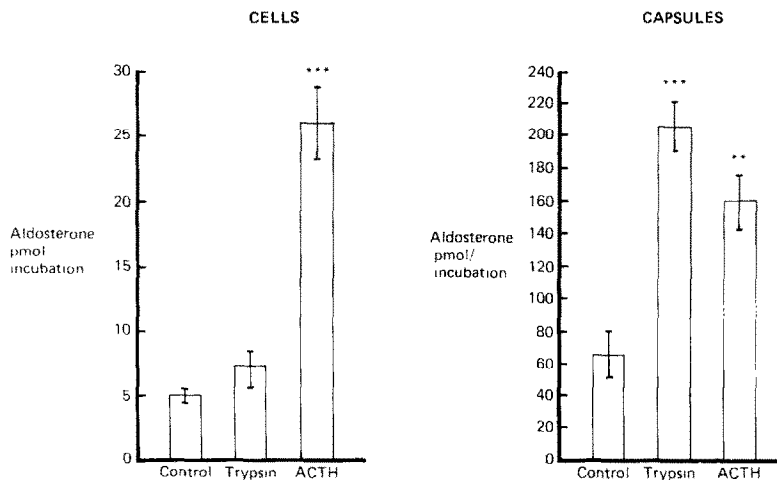 CELLS
30
25
20
15
10
5
0
Aldosterone
pmol
incubation
***
Control Trypsin ACTH
CAPSULES
240
220
200
180
160
140
120
100
80
60
40
20
0
Aldosterone
pmol/
incubation
***
**
Control Trypsin ACTH